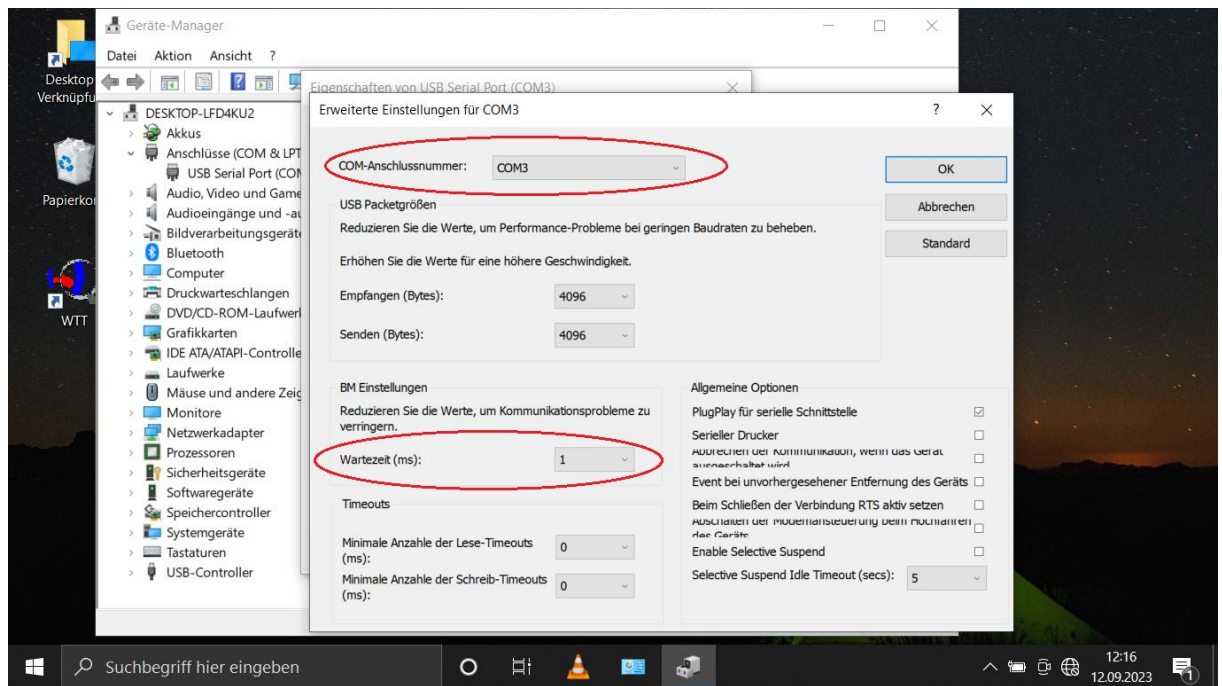 Geräte-Manager
Datei Aktion Ansicht ?
Desktop
Verknüpfu
Papierko
WTT
DESKTOP-LFD4KU2
Akkus
Anschlüsse (COM & LPT
USB Serial Port (COM
Audio, Video und Game
Audioeingänge und -au
Bildverarbeitungsgeräte
Bluetooth
Computer
Druckwarteschlangen
DVD/CD-ROM-Laufwerk
Grafikkarten
IDE ATA/ATAPI-Controlle
Laufwerke
Mäuse und andere Zeig
Monitore
Netzwerkadapter
Prozessoren
Sicherheitsgeräte
Softwaregeräte
Speichercontroller
Systemgeräte
Tastaturen
USB-Controller
Eigenschaften von USB Serial Port (COM3)
Erweiterte Einstellungen für COM3 ?
COM-Anschlussnummer: COM3
OK
Abbrechen
Standard
USB Packetgrößen
Reduzieren Sie die Werte, um Performance-Probleme bei geringen Baudraten zu beheben.
Erhöhen Sie die Werte für eine höhere Geschwindigkeit.
Empfangen (Bytes): 4096
Senden (Bytes): 4096
BM Einstellungen
Reduzieren Sie die Werte, um Kommunikationsprobleme zu
verringern.
Wartezeit (ms): 1
Timeouts
Minimale Anzahle der Lese-Timeouts
(ms): 0
Minimale Anzahle der Schreib-Timeouts
(ms): 0
Allgemeine Optionen
PlugPlay für serielle Schnittstelle
Serieller Drucker
Abbrechen der Kommunikation, wenn das Gerät
ausgeschaltet wird
Event bei unvorhergesehener Entfernung des Geräts
Beim Schließen der Verbindung RTS aktiv setzen
Abschalten der Modemansteuerung beim Hochfahren
des Geräts
Enable Selective Suspend
Selective Suspend Idle Timeout (secs): 5
Suchbegriff hier eingeben
12:16
12.09.2023
1